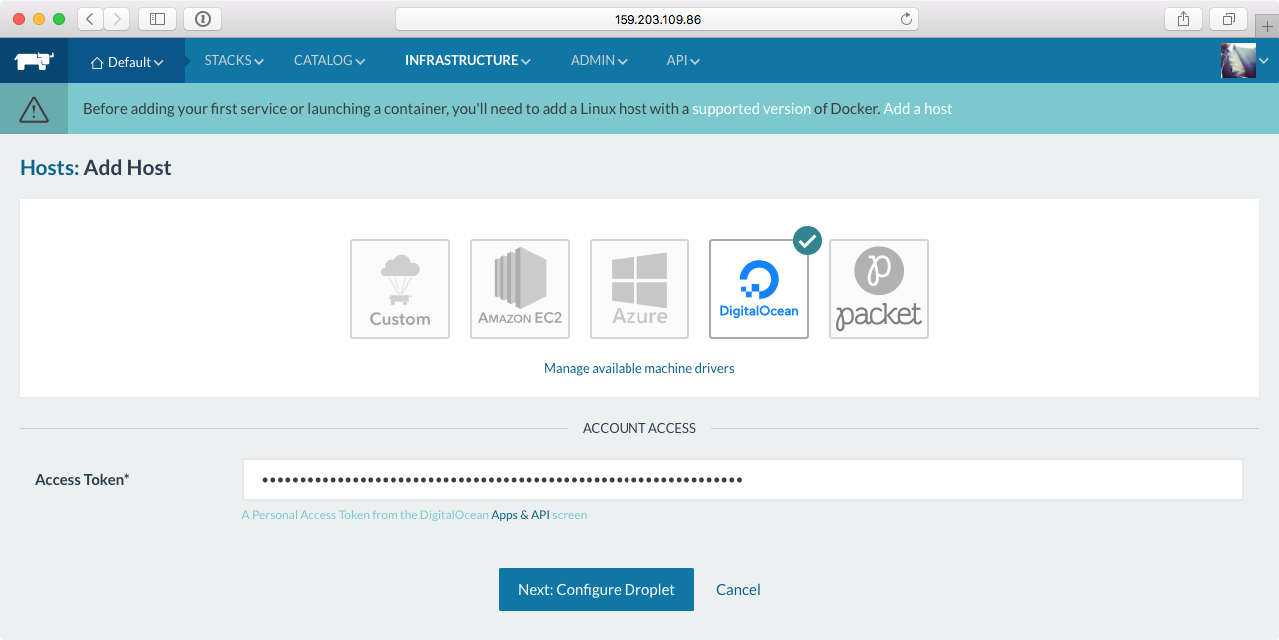 159.203.109.86
Default STACKS CATALOG INFRASTRUCTURE ADMIN API
Before adding your first service or launching a container, you'll need to add a Linux host with a supported version of Docker. Add a host
Hosts: Add Host
Custom AMAZON EC2 Azure DigitalOcean packet
Manage available machine drivers
ACCOUNT ACCESS
Access Token* ••••••••••••••••••••••••••••••••••••••••••••••••••••••••••••••••
A Personal Access Token from the DigitalOcean Apps & API screen
Next: Configure Droplet Cancel